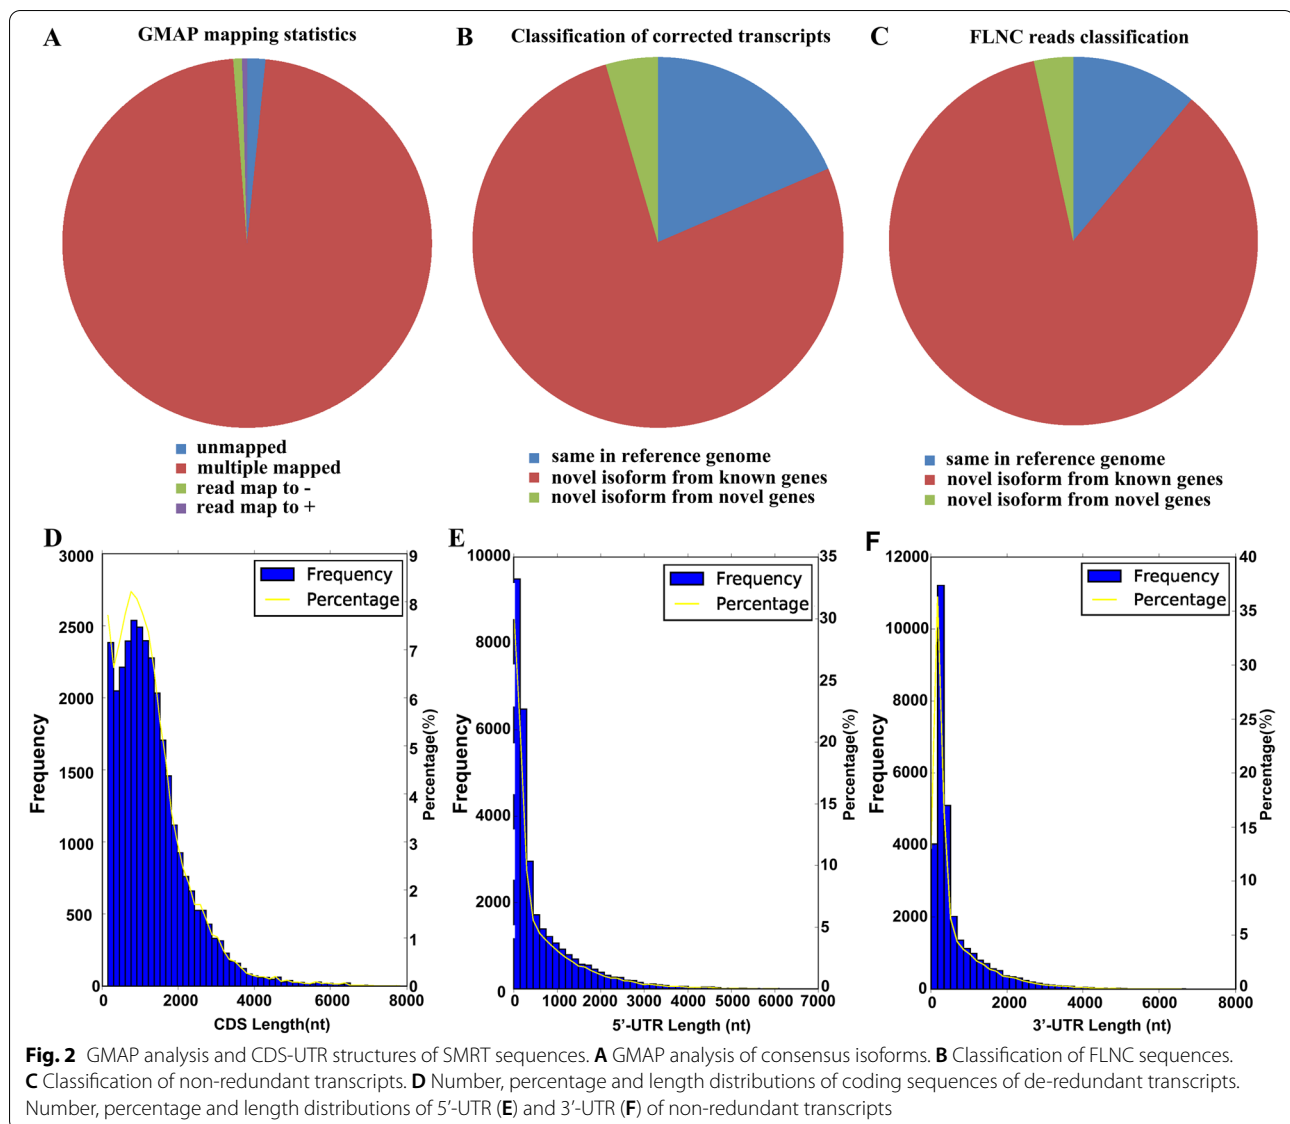 A
GMAP mapping statistics
unmapped
multiple mapped
read map to -
read map to +
B
Classification of corrected transcripts
same in reference genome
novel isoform from known genes
novel isoform from novel genes
C
FLNC reads classification
same in reference genome
novel isoform from known genes
novel isoform from novel genes
D
Frequency
3000
2500
2000
1500
1000
500
0
Frequency
Percentage
9
8
7
6
5
4
3
2
1
0
Percentage(%)
0 2000 4000 6000 8000
CDS Length(nt)
E
Frequency
10000
8000
6000
4000
2000
0
Frequency
Percentage
35
30
25
20
15
10
5
0
Percentage(%)
0 1000 2000 3000 4000 5000 6000 7000
5’-UTR Length (nt)
F
Frequency
12000
10000
8000
6000
4000
2000
0
Frequency
Percentage
40
35
30
25
20
15
10
5
0
Percentage(%)
0 2000 4000 6000 8000
3’-UTR Length (nt)
Fig. 2 GMAP analysis and CDS-UTR structures of SMRT sequences. A GMAP analysis of consensus isoforms. B Classification of FLNC sequences.
C Classification of non-redundant transcripts. D Number, percentage and length distributions of coding sequences of de-redundant transcripts.
Number, percentage and length distributions of 5’-UTR (E) and 3’-UTR (F) of non-redundant transcripts